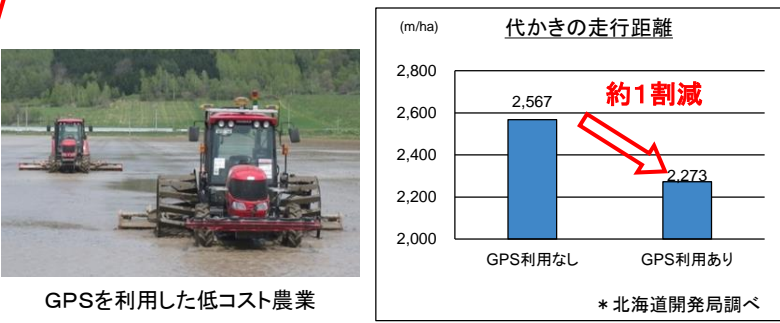 GPSを利用した低コスト農業
(m/ha)
代かきの走行距離
2,800
2,600
2,400
2,200
2,000
2,567
約1割減
2,273
GPS利用なし
GPS利用あり
＊北海道開発局調べ